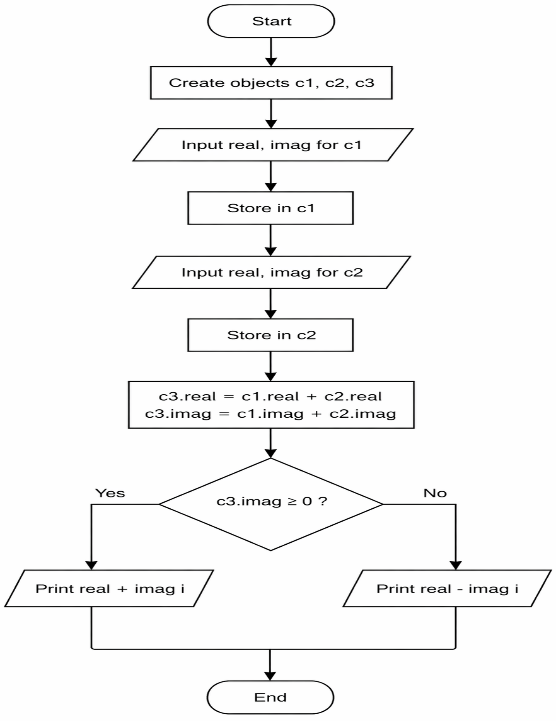 Start
Create objects c1, c2, c3
Input real, imag for c1
Store in c1
Input real, imag for c2
Store in c2
c3.real = c1.real + c2.real
c3.imag = c1.imag + c2.imag
c3.imag ≥ 0 ?
Yes
No
Print real + imag i
Print real - imag i
End